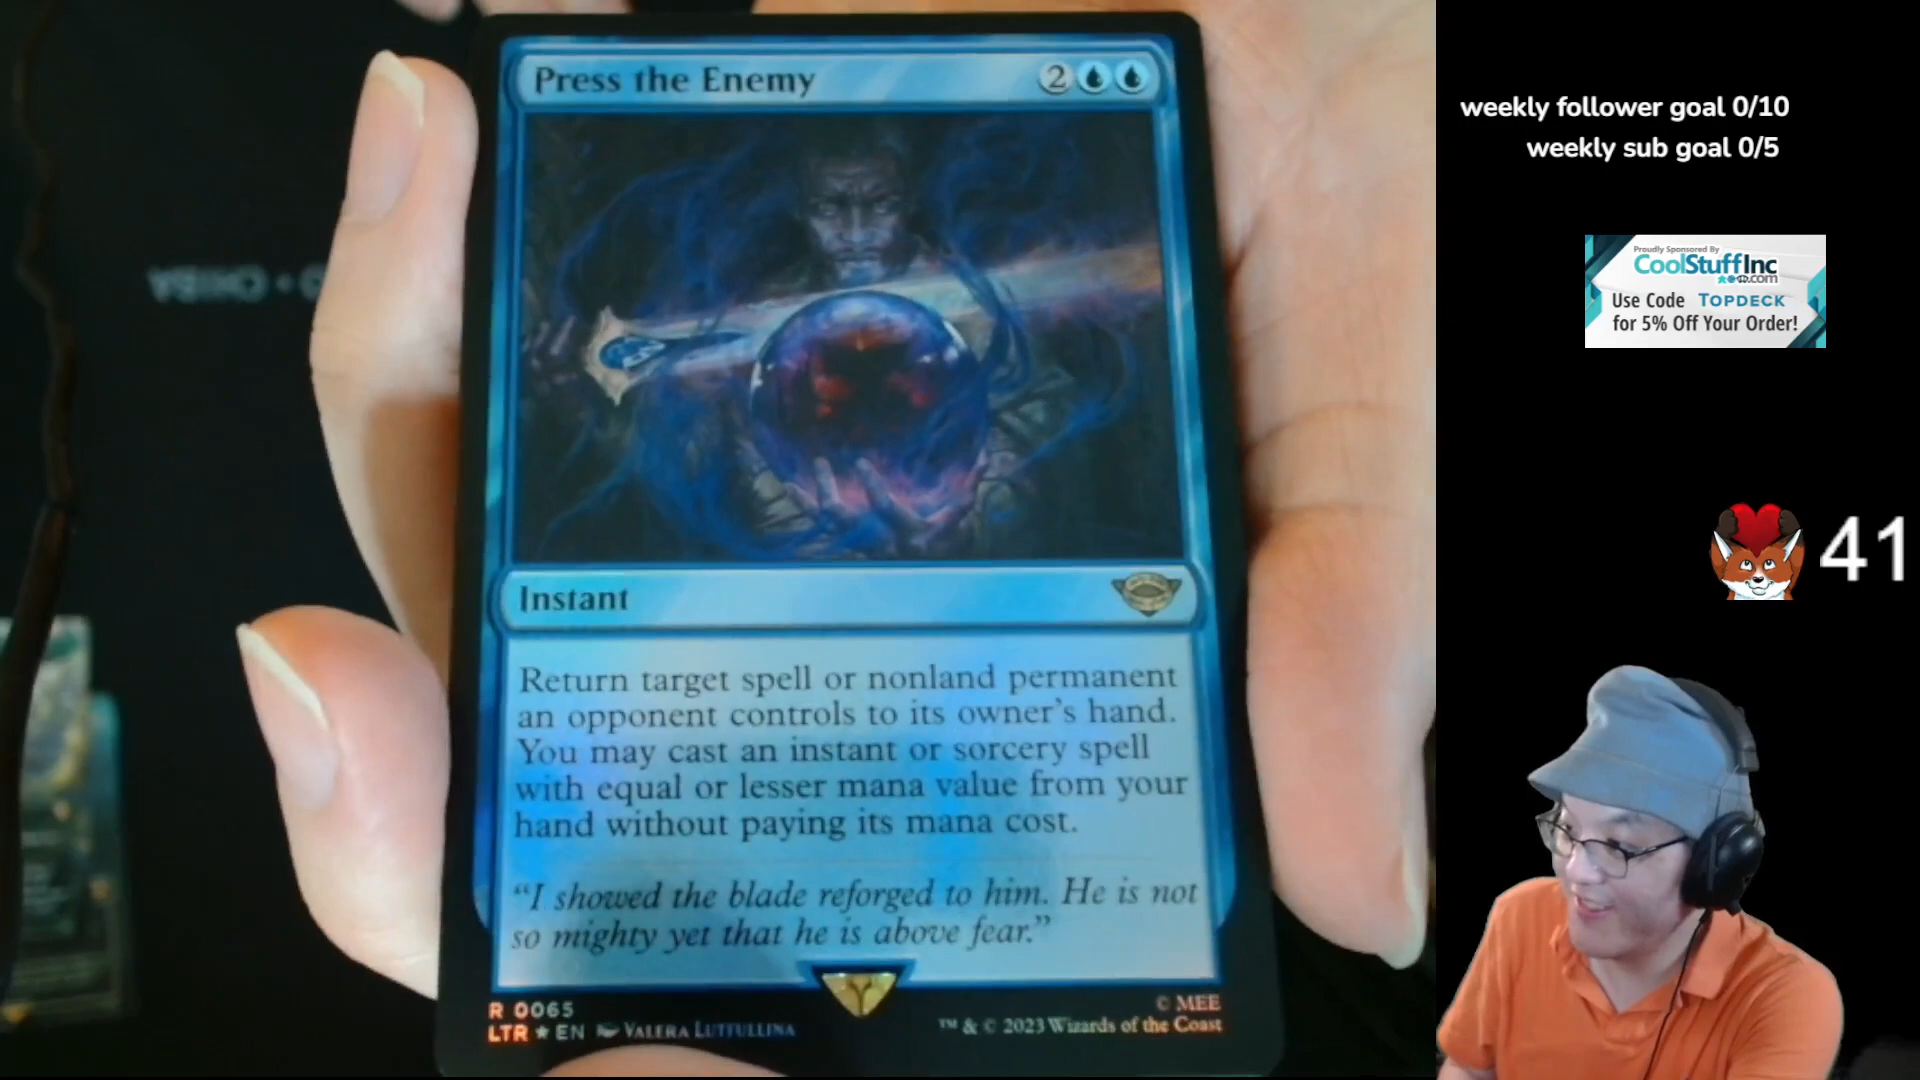 Press the Enemy
2
Instant
Return target spell or nonland permanent
an opponent controls to its owner's hand.
You may cast an instant or sorcery spell
with equal or lesser mana value from your
hand without paying its mana cost.
"I showed the blade reforged to him. He is not
so mighty yet that he is above fear."
R 0065
LTR ★ EN VALERA LUTFULLINA
© MEE
™ & © 2023 Wizards of the Coast
weekly follower goal 0/10
weekly sub goal 0/5
Proudly Sponsored By
CoolStuffInc
.com
Use Code TOPDECK
for 5% Off Your Order!
41